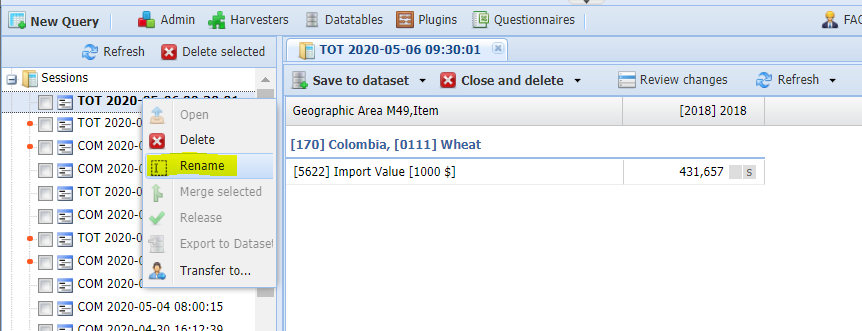 New Query Admin Harvesters Datatables Plugins Questionnaires FAO
Refresh Delete selected
Sessions
TOT 2020-05-06 09:30:01
TOT 2020-0
COM 2020-0
COM 2020-0
TOT 2020-0
COM 2020-0
TOT 2020-0
COM 2020-0
COM 2020-0
COM 2020-05-04 08:00:15
COM 2020-04-30 16:12:39
Open
Delete
Rename
Merge selected
Release
Export to Dataset
Transfer to...
TOT 2020-05-06 09:30:01
Save to dataset Close and delete Review changes Refresh
Geographic Area M49,Item [2018] 2018
[170] Colombia, [0111] Wheat
[5622] Import Value [1000 $] 431,657 s